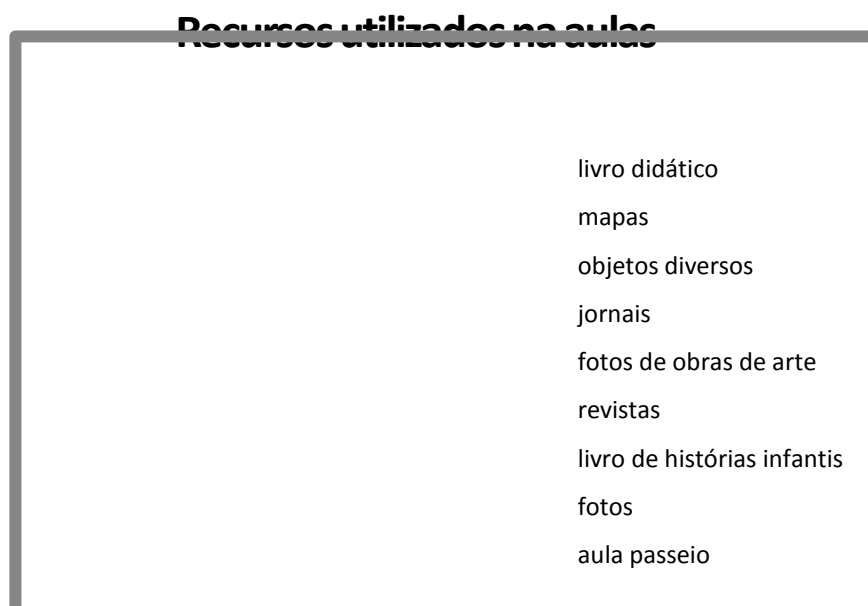 Recursos utilizados na aulas
livro didático
mapas
objetos diversos
jornais
fotos de obras de arte
revistas
livro de histórias infantis
fotos
aula passeio